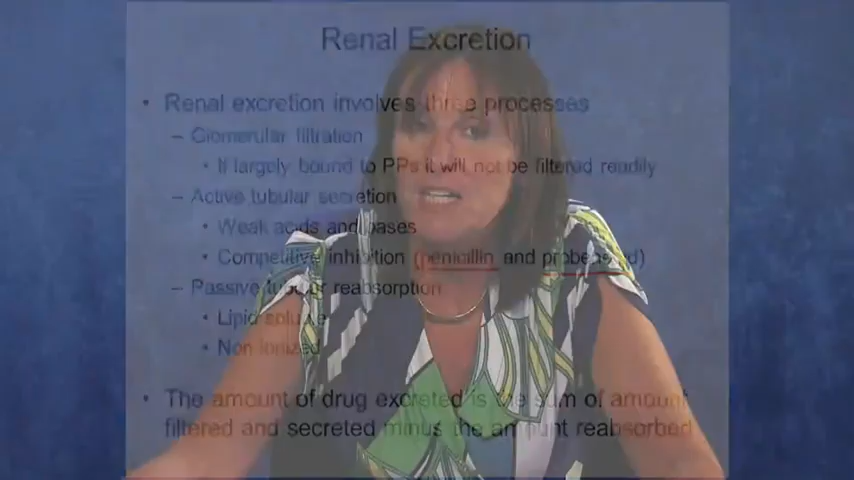 Renal Excretion
• Renal excretion involves three processes
– Glomerular filtration
• If largely bound to PPs it will not be filtered readily
– Active tubular secretion
• Weak acids and bases
• Competitive inhibition (penicillin and probenecid)
– Passive tubular reabsorption
• Lipid soluble
• Non ionized
• The amount of drug excreted is the sum of amount
filtered and secreted minus the amount reabsorbed